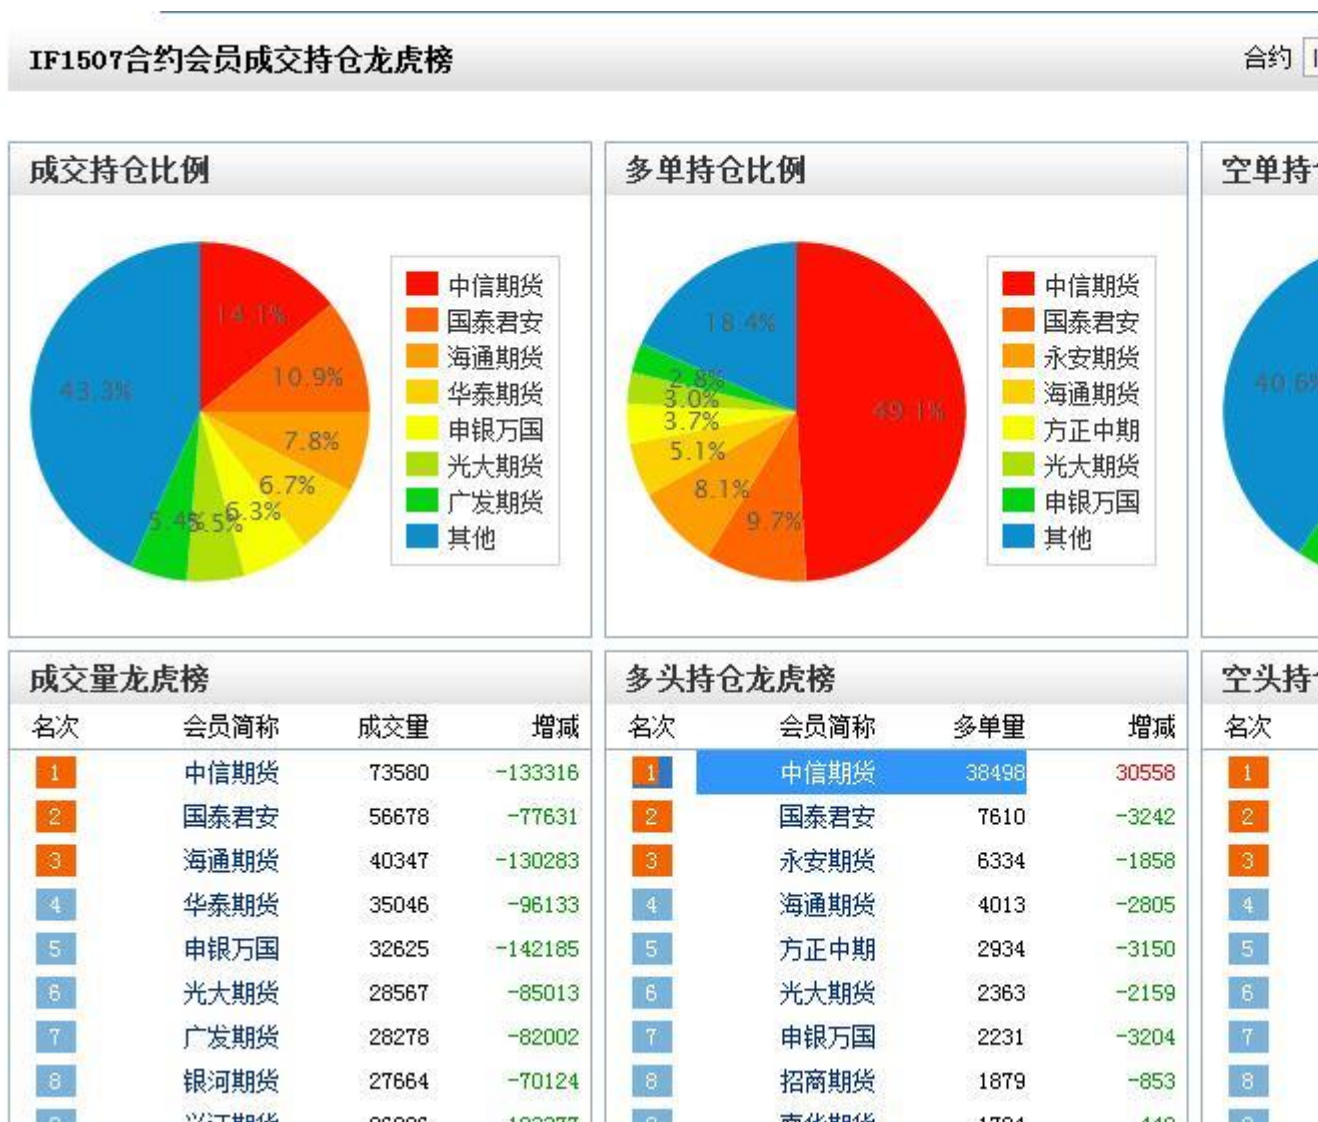 IF1507合约会员成交持仓龙虎榜
合约
成交持仓比例
14.1%
10.9%
7.8%
6.7%
6.3%
5.5%
5.4%
43.3%
中信期货
国泰君安
海通期货
华泰期货
申银万国
光大期货
广发期货
其他
多单持仓比例
49.1%
9.7%
8.1%
5.1%
3.7%
3.0%
2.8%
18.4%
中信期货
国泰君安
永安期货
海通期货
方正中期
光大期货
申银万国
其他
空单持
40.6%
成交量龙虎榜
名次 会员简称 成交量 增减
1 中信期货 73580 -133316
2 国泰君安 56678 -77631
3 海通期货 40347 -130283
4 华泰期货 35046 -96133
5 申银万国 32625 -142185
6 光大期货 28567 -85013
7 广发期货 28278 -82002
8 银河期货 27664 -70124
多头持仓龙虎榜
名次 会员简称 多单量 增减
1 中信期货 38498 30558
2 国泰君安 7610 -3242
3 永安期货 6334 -1858
4 海通期货 4013 -2805
5 方正中期 2934 -3150
6 光大期货 2363 -2159
7 申银万国 2231 -3204
8 招商期货 1879 -853
空头持
名次
1
2
3
4
5
6
7
8